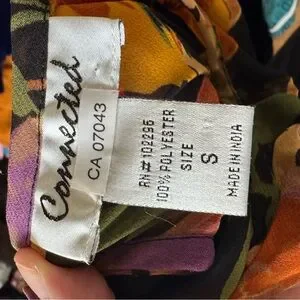 Connected
CA 07043
RN# 102295
100% POLYESTER
SIZE
S
MADE IN INDIA